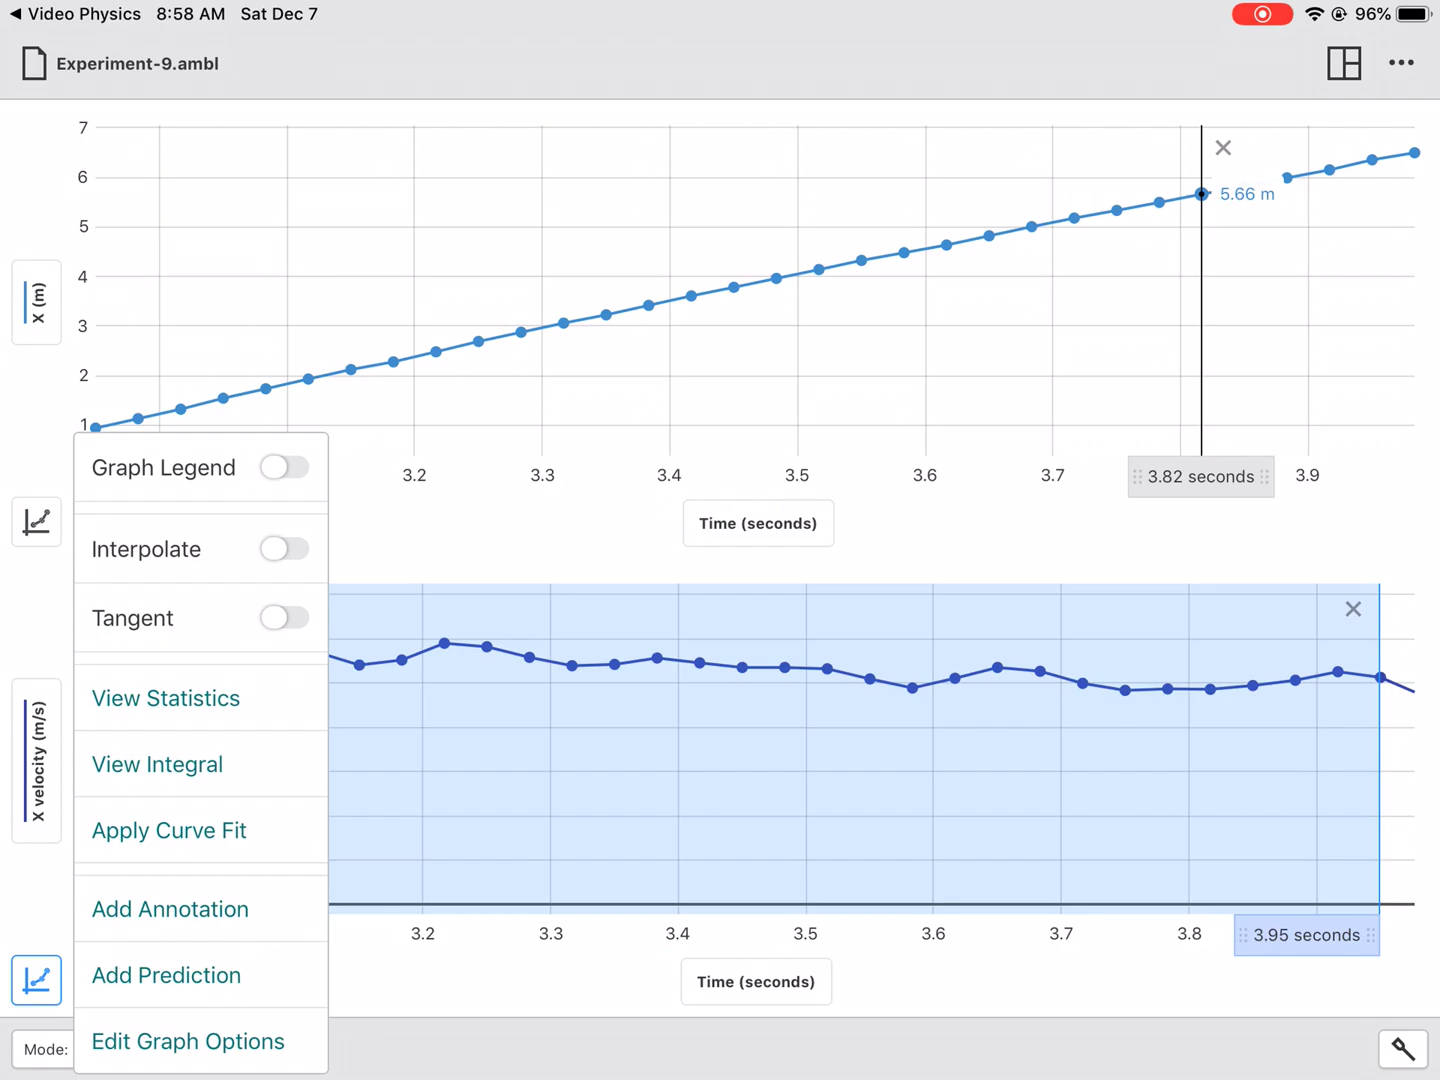 ◀ Video Physics 8:58 AM Sat Dec 7 96%
Experiment-9.ambl
7
6
5
4
3
2
1
X (m)
5.66 m
3.2 3.3 3.4 3.5 3.6 3.7 3.82 seconds 3.9
Time (seconds)
Graph Legend
Interpolate
Tangent
View Statistics
View Integral
Apply Curve Fit
Add Annotation
Add Prediction
Edit Graph Options
X velocity (m/s)
3.2 3.3 3.4 3.5 3.6 3.7 3.8 3.95 seconds
Time (seconds)
Mode: